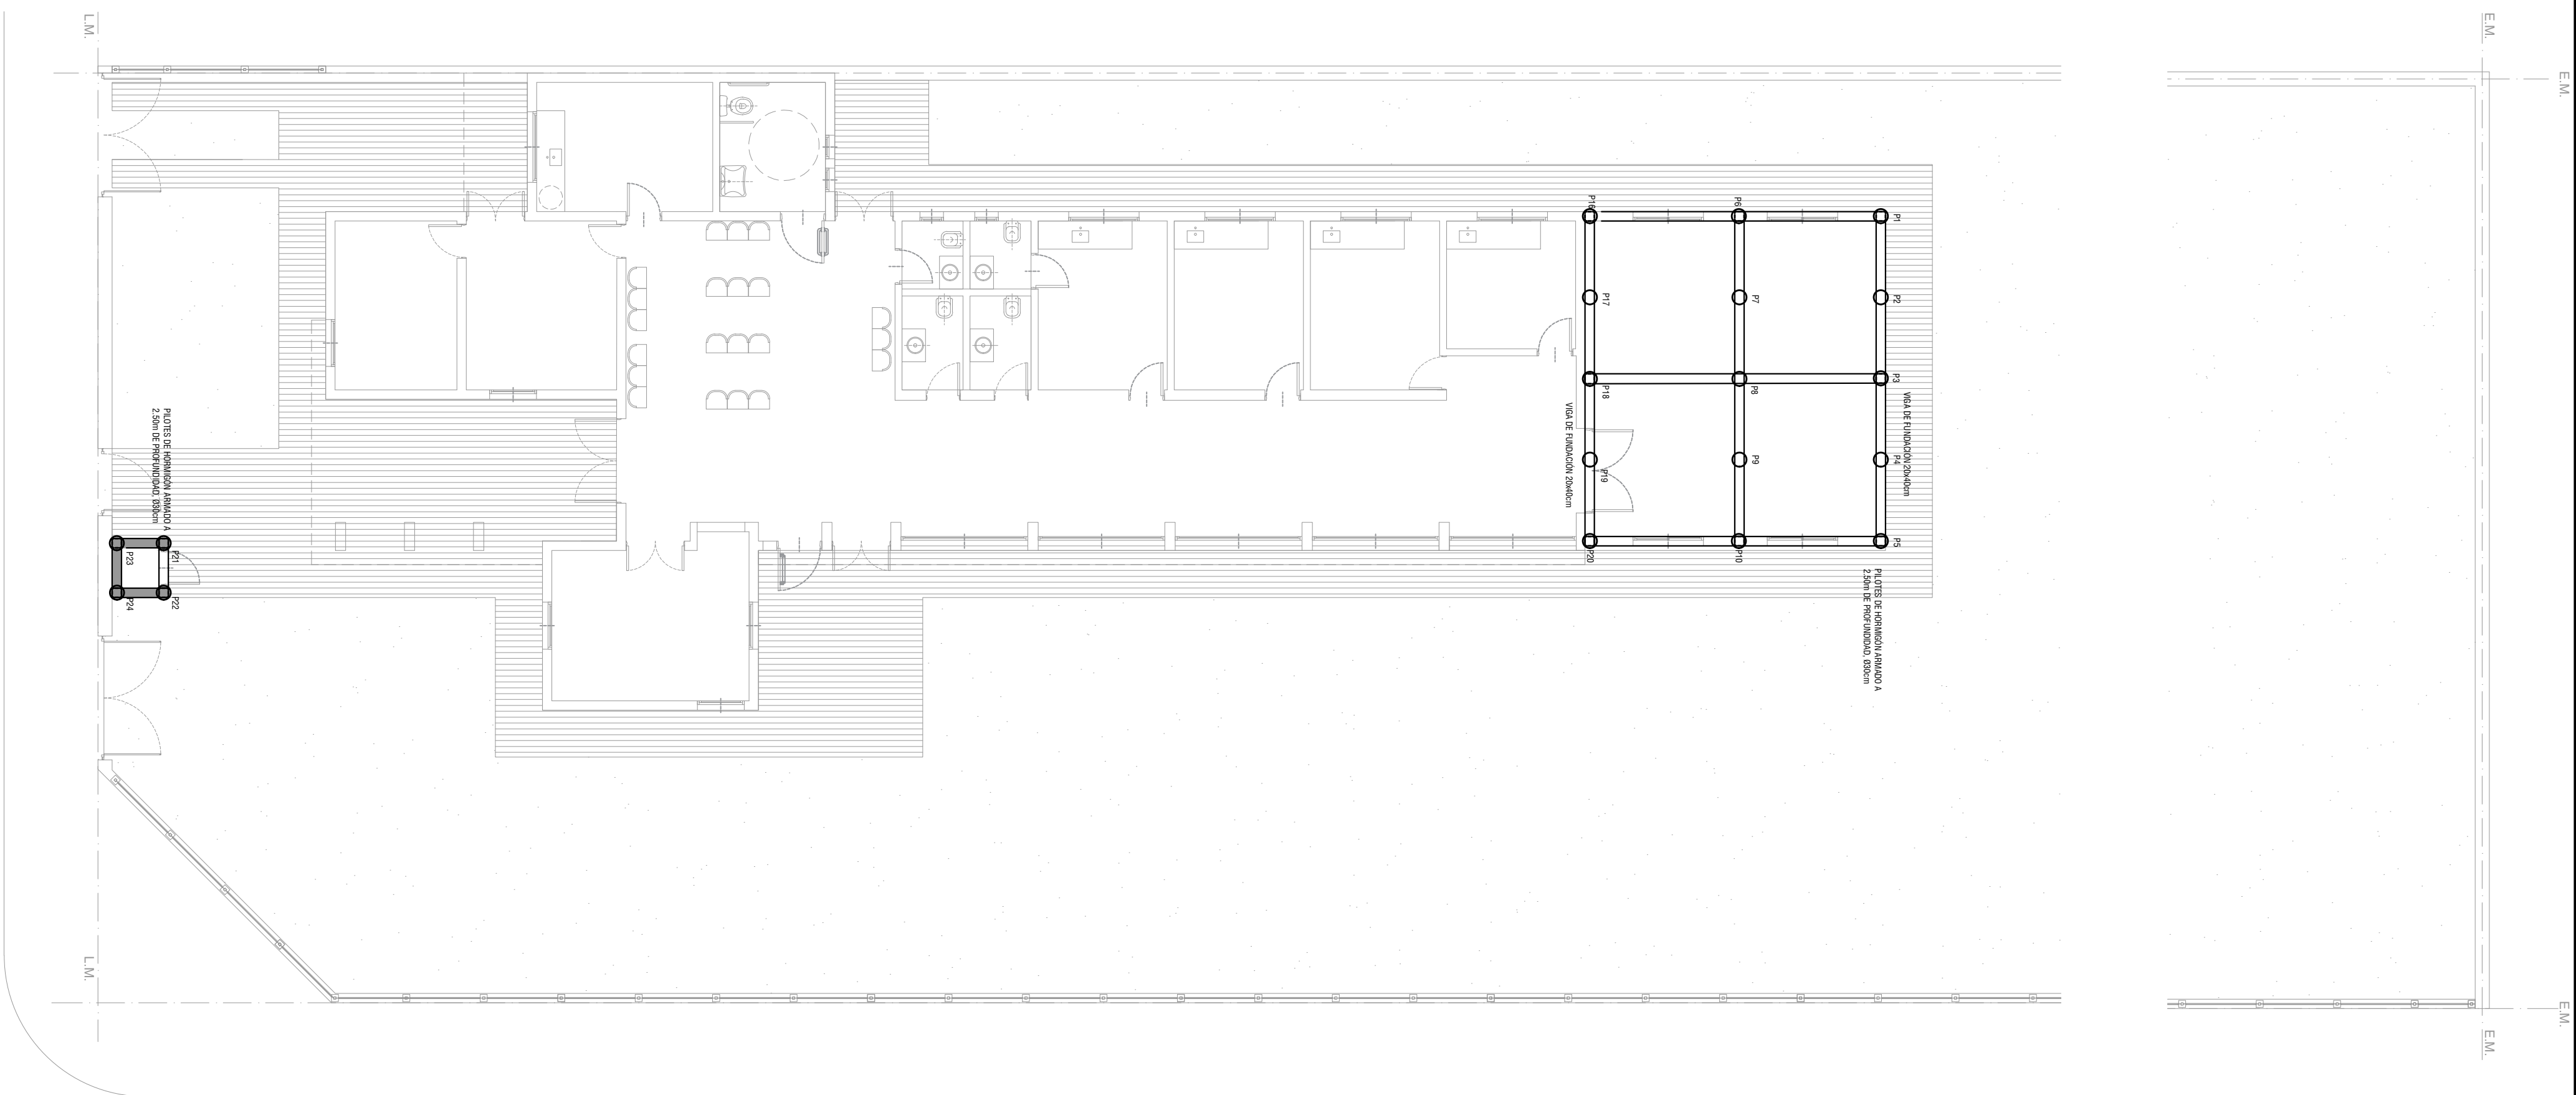 L.M.
E.M.
E.M.
P16
P6
P1
P17
P7
P2
P18
P8
P3
VIGA DE FUNDACIÓN 20x40cm
VIGA DE FUNDACIÓN 20x40cm
P19
P9
P4
P20
P10
P5
PILOTES DE HORMIGÓN ARMADO A
2.50m DE PROFUNDIDAD, Ø30cm
PILOTES DE HORMIGÓN ARMADO A
2.50m DE PROFUNDIDAD, Ø30cm
P23
P21
P24
P22
L.M.
E.M.
E.M.